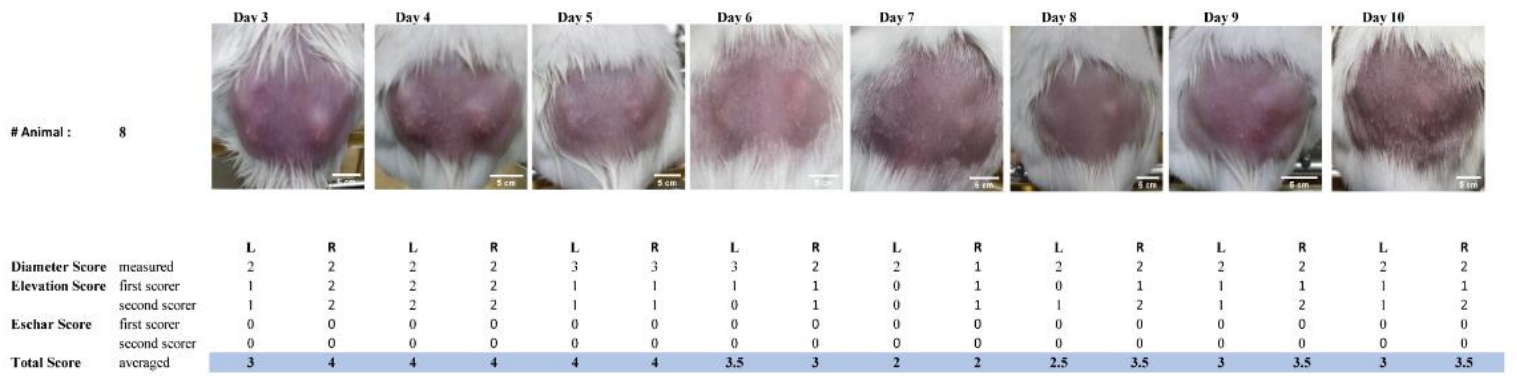 Day 3 Day 4 Day 5 Day 6 Day 7 Day 8 Day 9 Day 10
# Animal : 8
5 cm 5 cm 5 cm 5 cm 5 cm 5 cm 5 cm 5 cm
L R L R L R L R L R L R L R L R
Diameter Score measured 2 2 2 2 3 3 3 2 2 1 2 2 2 2 2 2
Elevation Score first scorer 1 2 2 2 1 1 1 1 0 1 0 1 1 1 1 1
second scorer 1 2 2 2 1 1 0 1 0 1 1 2 1 2 1 2
Eschar Score first scorer 0 0 0 0 0 0 0 0 0 0 0 0 0 0 0 0
second scorer 0 0 0 0 0 0 0 0 0 0 0 0 0 0 0 0
Total Score averaged 3 4 4 4 4 4 3.5 3 2 2 2.5 3.5 3 3.5 3 3.5